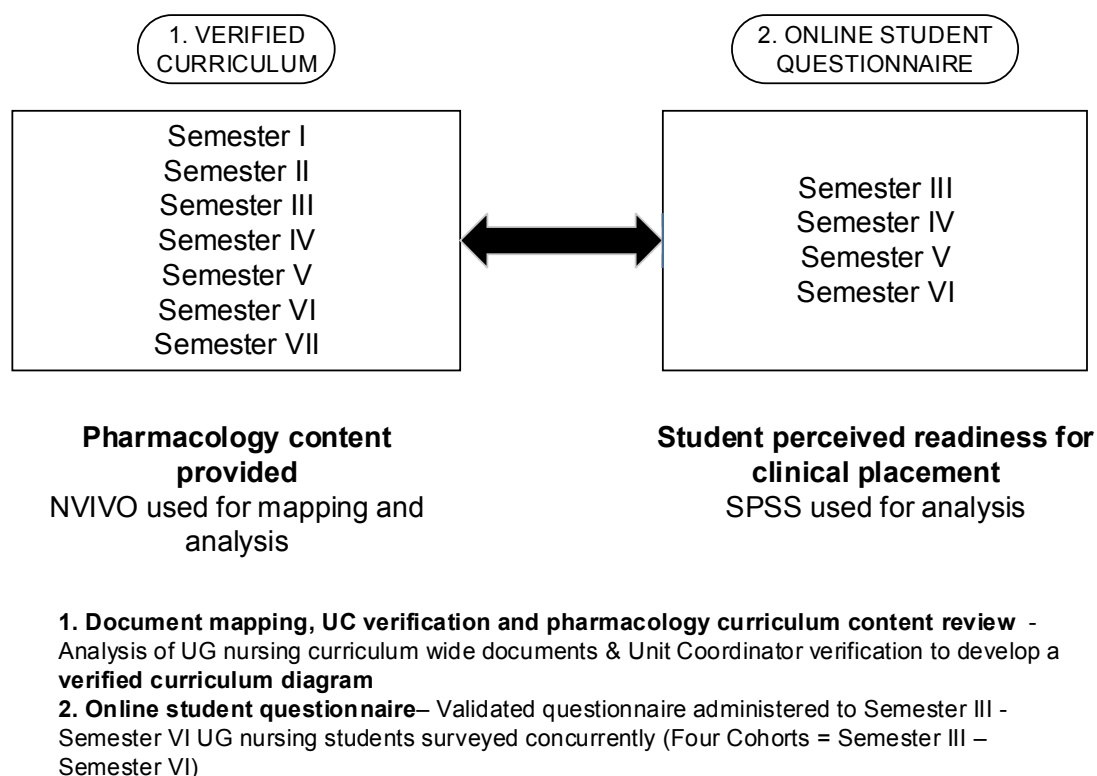 1. VERIFIED
CURRICULUM
2. ONLINE STUDENT
QUESTIONNAIRE
Semester I
Semester II
Semester III
Semester IV
Semester V
Semester VI
Semester VII
Semester III
Semester IV
Semester V
Semester VI
Pharmacology content
provided
NVIVO used for mapping and
analysis
Student perceived readiness for
clinical placement
SPSS used for analysis
1. Document mapping, UC verification and pharmacology curriculum content review -
Analysis of UG nursing curriculum wide documents & Unit Coordinator verification to develop a
verified curriculum diagram
2. Online student questionnaire– Validated questionnaire administered to Semester III -
Semester VI UG nursing students surveyed concurrently (Four Cohorts = Semester III –
Semester VI)